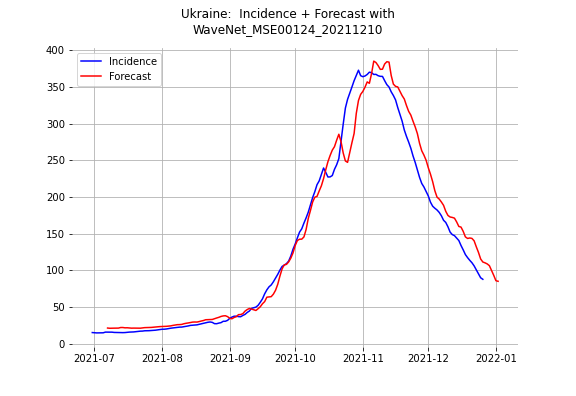 Ukraine:  Incidence + Forecast with
WaveNet_MSE00124_20211210
Incidence
Forecast
400
350
300
250
200
150
100
50
0
2021-07 2021-08 2021-09 2021-10 2021-11 2021-12 2022-01